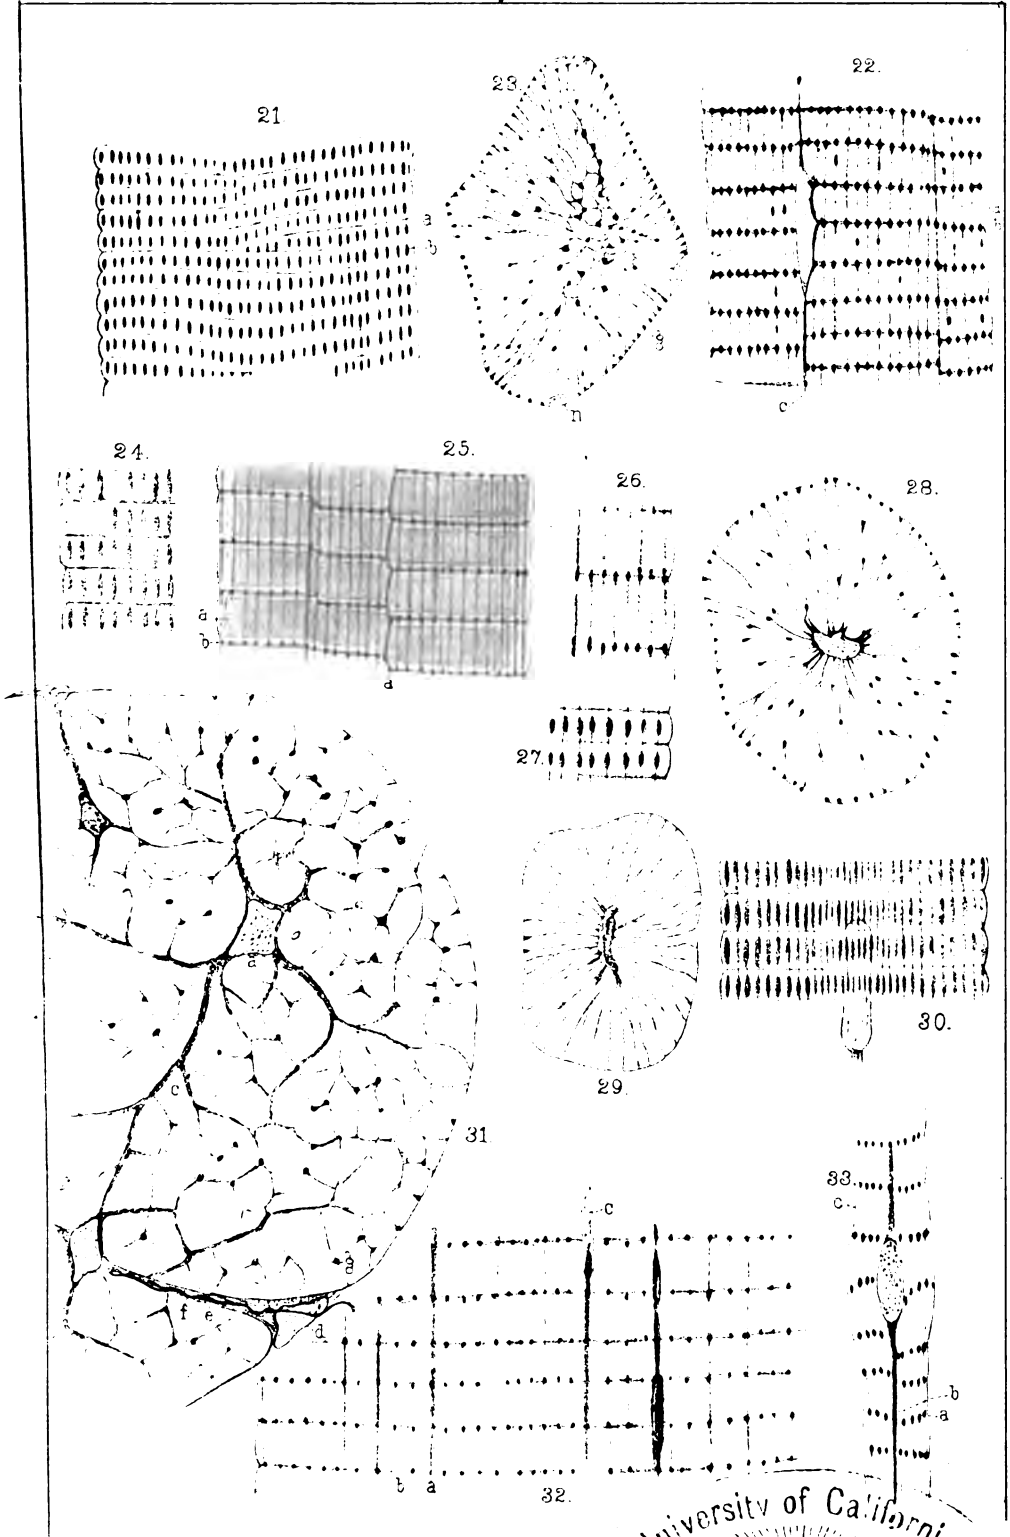 21.
23.
22.
a
b
g
n
c
24.
25.
26.
28.
a
b
d
27.
a
c
29.
30.
31.
33.
c
c
g
f e
d
b
a
b a
32.
University of Californi